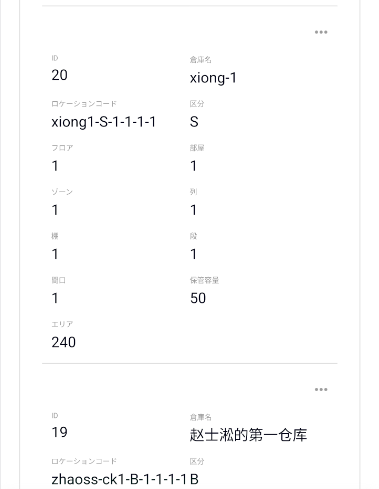 ID 倉庫名
20 xiong-1
ロケーションコード 区分
xiong1-S-1-1-1-1 S
フロア 部屋
1 1
ゾーン 列
1 1
棚 段
1 1
間口 保管容量
1 50
エリア
240
ID 倉庫名
19 赵士淞的第一仓库
ロケーションコード 区分
zhaoss-ck1-B-1-1-1-1 B